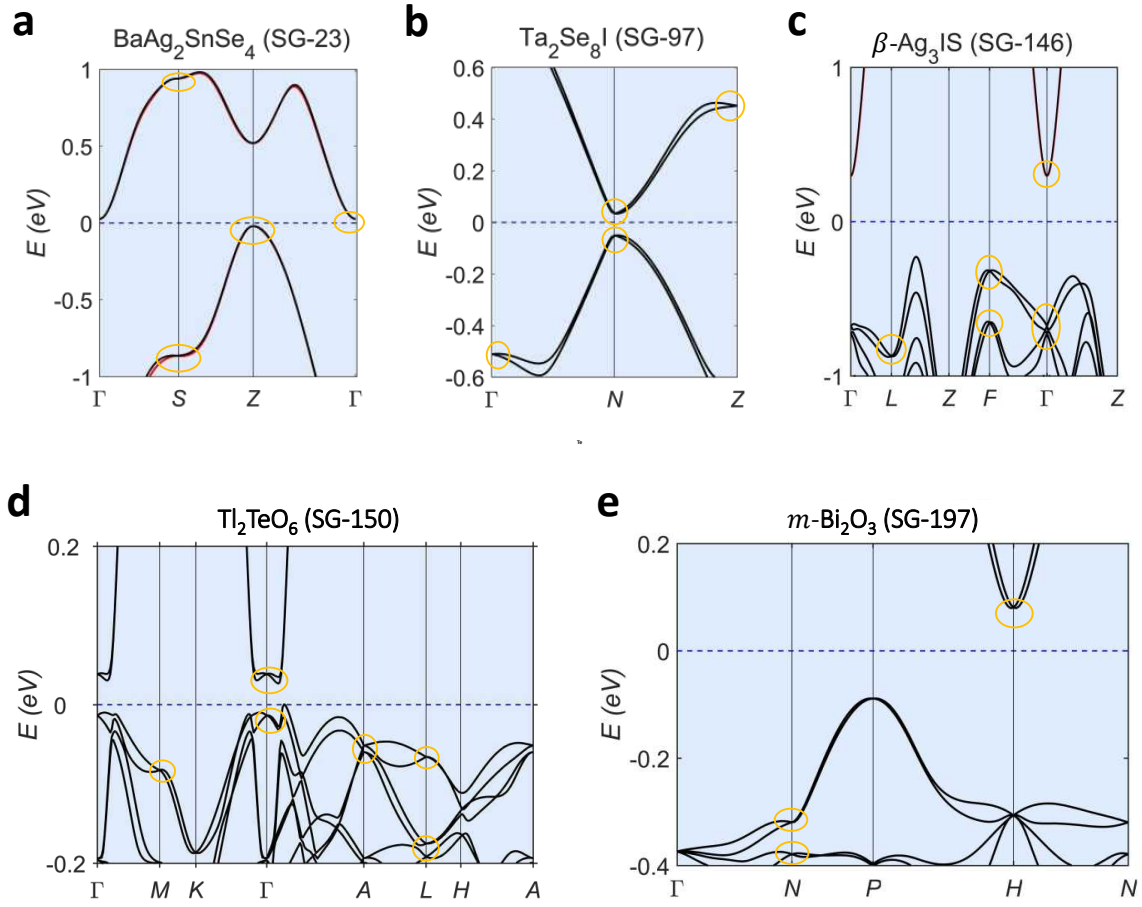 a
BaAg₂SnSe₄ (SG-23)
E (eV)
1
0.5
0
-0.5
-1
Γ S Z Γ
b
Ta₂Se₈I (SG-97)
E (eV)
0.6
0.4
0.2
0
-0.2
-0.4
-0.6
Γ N Z
c
β-Ag₃IS (SG-146)
E (eV)
1
0
-1
Γ L Z F Γ Z
d
Tl₂TeO₆ (SG-150)
E (eV)
0.2
0
-0.2
Γ M K Γ A L H A
e
m-Bi₂O₃ (SG-197)
E (eV)
0.2
0
-0.2
-0.4
Γ N P H N